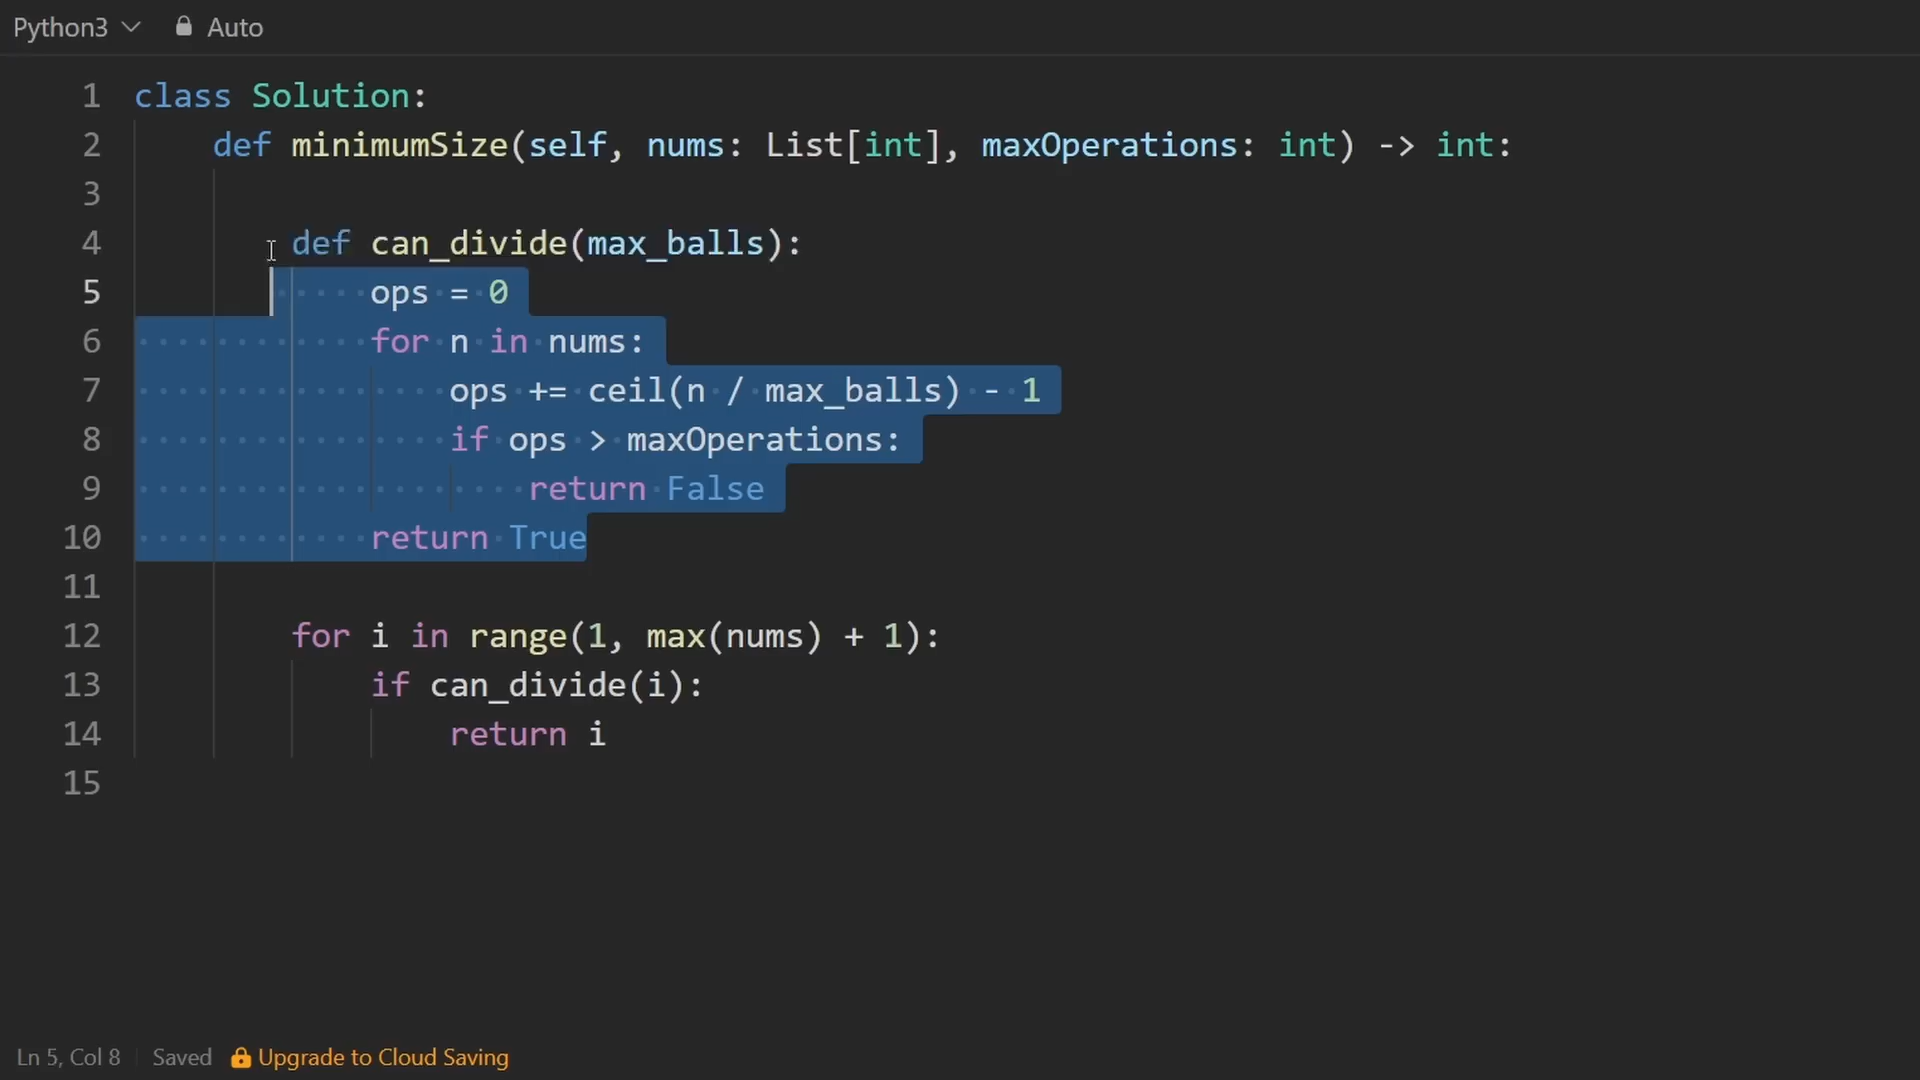 Python3 Auto
1 class Solution:
2 def minimumSize(self, nums: List[int], maxOperations: int) -> int:
3
4 def can_divide(max_balls):
5 ops = 0
6 for n in nums:
7 ops += ceil(n / max_balls) - 1
8 if ops > maxOperations:
9 return False
10 return True
11
12 for i in range(1, max(nums) + 1):
13 if can_divide(i):
14 return i
15
Ln 5, Col 8 Saved Upgrade to Cloud Saving